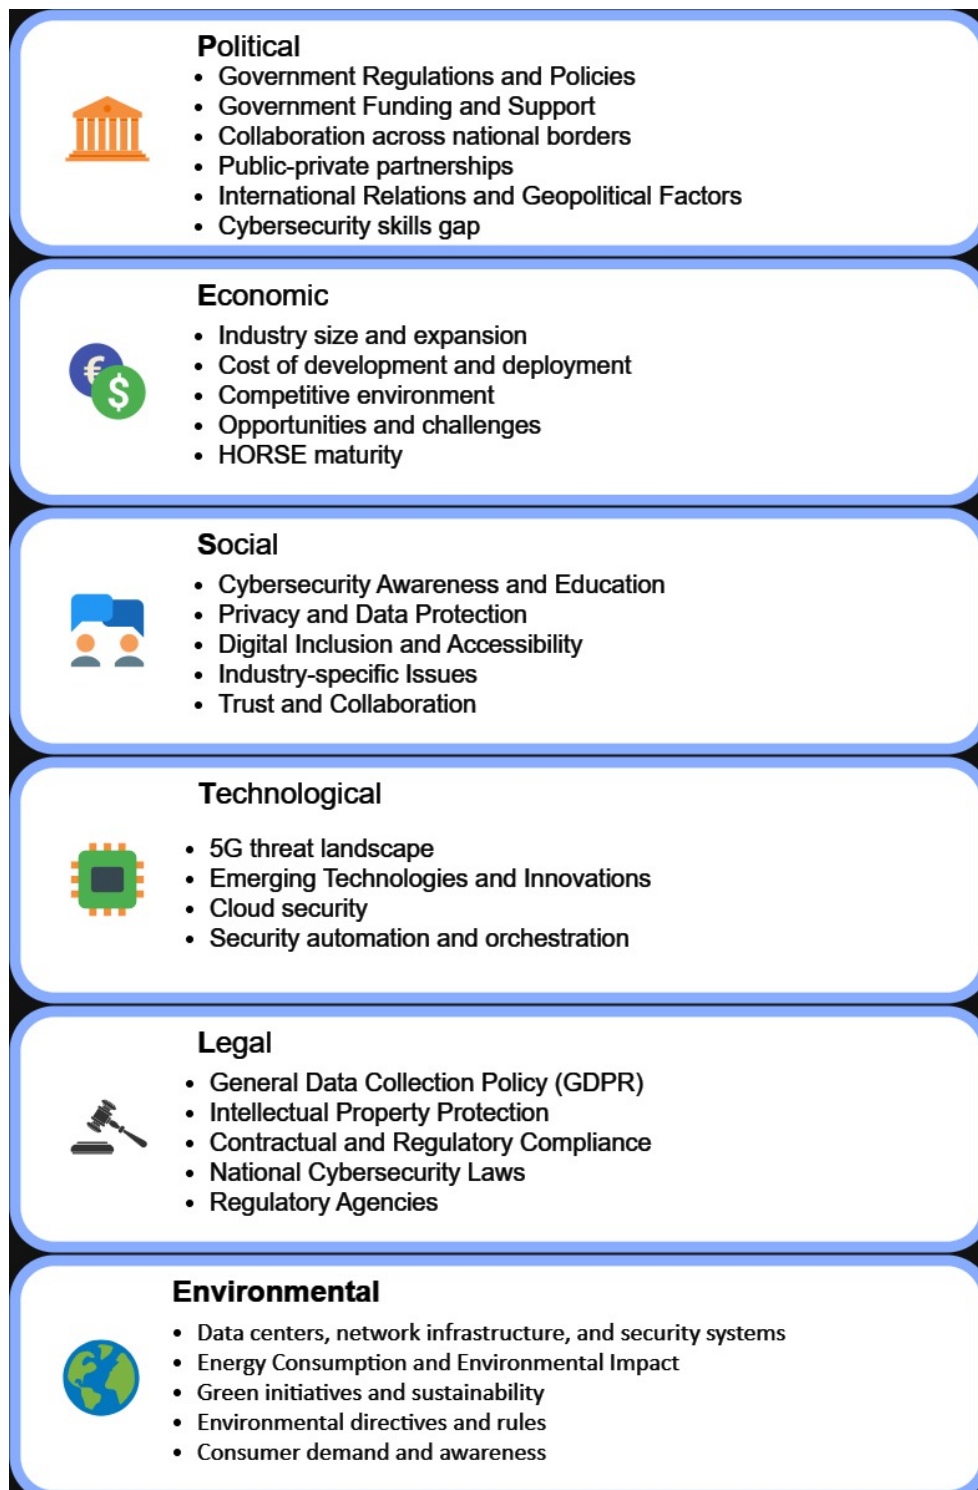 Political
• Government Regulations and Policies
• Government Funding and Support
• Collaboration across national borders
• Public-private partnerships
• International Relations and Geopolitical Factors
• Cybersecurity skills gap
Economic
• Industry size and expansion
• Cost of development and deployment
• Competitive environment
• Opportunities and challenges
• HORSE maturity
€
$
Social
• Cybersecurity Awareness and Education
• Privacy and Data Protection
• Digital Inclusion and Accessibility
• Industry-specific Issues
• Trust and Collaboration
Technological
• 5G threat landscape
• Emerging Technologies and Innovations
• Cloud security
• Security automation and orchestration
Legal
• General Data Collection Policy (GDPR)
• Intellectual Property Protection
• Contractual and Regulatory Compliance
• National Cybersecurity Laws
• Regulatory Agencies
Environmental
• Data centers, network infrastructure, and security systems
• Energy Consumption and Environmental Impact
• Green initiatives and sustainability
• Environmental directives and rules
• Consumer demand and awareness